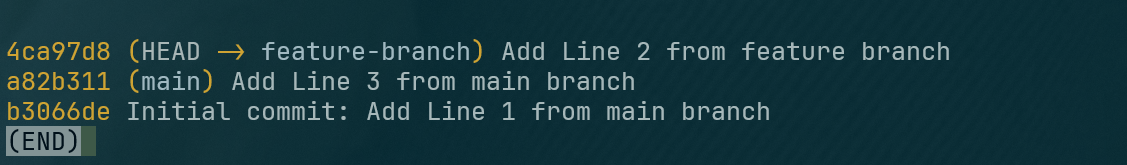 4ca97d8 (HEAD -> feature-branch) Add Line 2 from feature branch
a82b311 (main) Add Line 3 from main branch
b3066de Initial commit: Add Line 1 from main branch
(END)